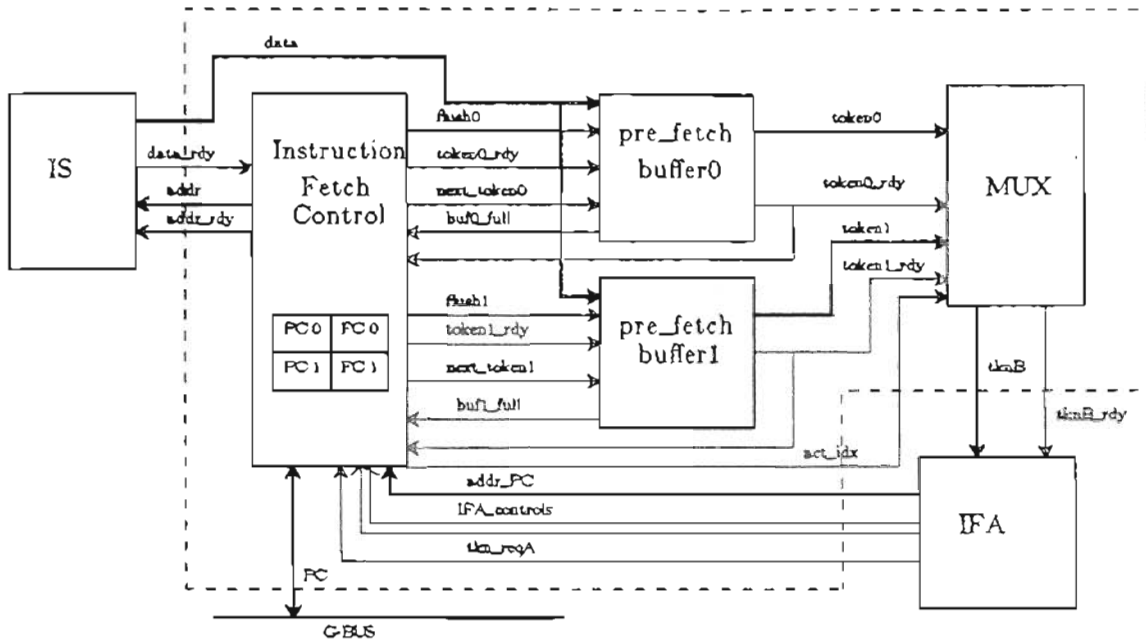 data
IS
data_rdy
addr
addr_rdy
Instruction
Fetch
Control
PC0 PC0
PC1 PC1
flush0
token0_rdy
next_token0
buf0_full
flush1
token1_rdy
next_token1
buf1_full
pre_fetch
buffer0
pre_fetch
buffer1
token0
token0_rdy
token1
token1_rdy
MUX
tknB
tknB_rdy
act_idx
addr_PC
IFA_controls
tkn_reqA
IFA
PC
G-BUS